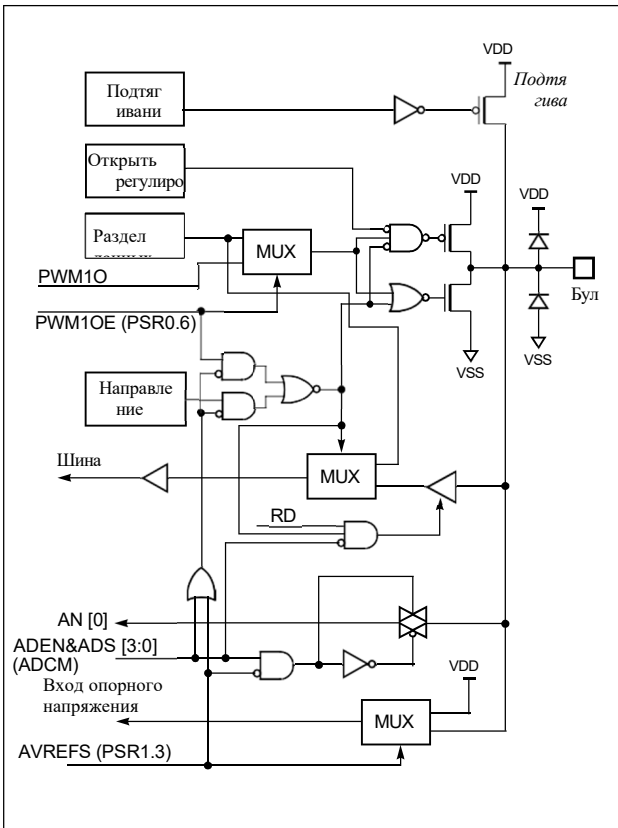 VDD
Подтяг
ивани
Подтя
гива
Открыть
регулиро
VDD
VDD
Раздел
MUX
PWM1O
Бул
PWM1OE (PSR0.6)
VSS
VSS
Направле
ние
Шина
MUX
RD
AN [0]
ADEN&ADS [3:0]
(ADCM)
VDD
Вход опорного
напряжения
MUX
AVREFS (PSR1.3)